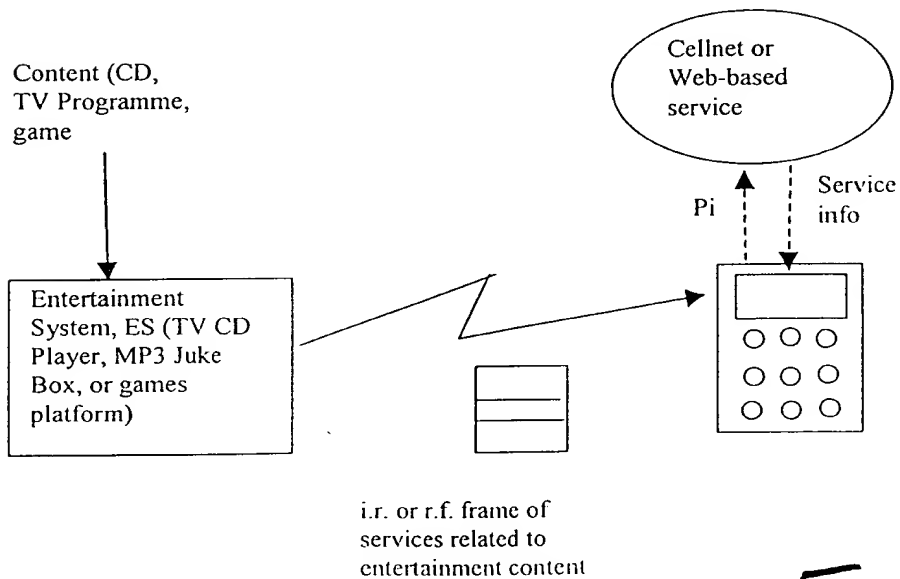 Content (CD,
TV Programme,
game
Cellnet or
Web-based
service
Pi
Service
info
Entertainment
System, ES (TV CD
Player, MP3 Juke
Box, or games
platform)
i.r. or r.f. frame of
services related to
entertainment content